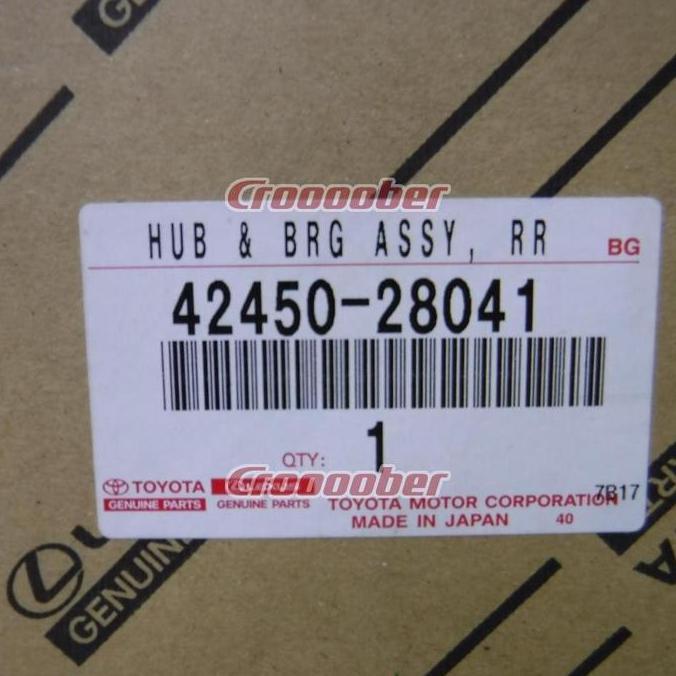 GENUINE
Croooober
HUB & BRG ASSY, RR BG
42450-28041
QTY: 1
Croooober
TOYOTA
GENUINE PARTS GENUINE PARTS
TOYOTA MOTOR CORPORATION
7B17
MADE IN JAPAN 40
GENUINE